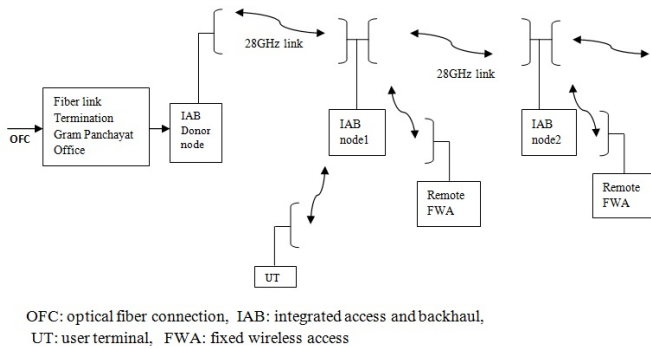 28GHz link
28GHz link
Fiber link
Termination
Gram Panchayat
Office
OFC
IAB
Donor
node
IAB
node1
IAB
node2
Remote
FWA
Remote
FWA
UT
OFC: optical fiber connection, IAB: integrated access and backhaul,
UT: user terminal, FWA: fixed wireless access